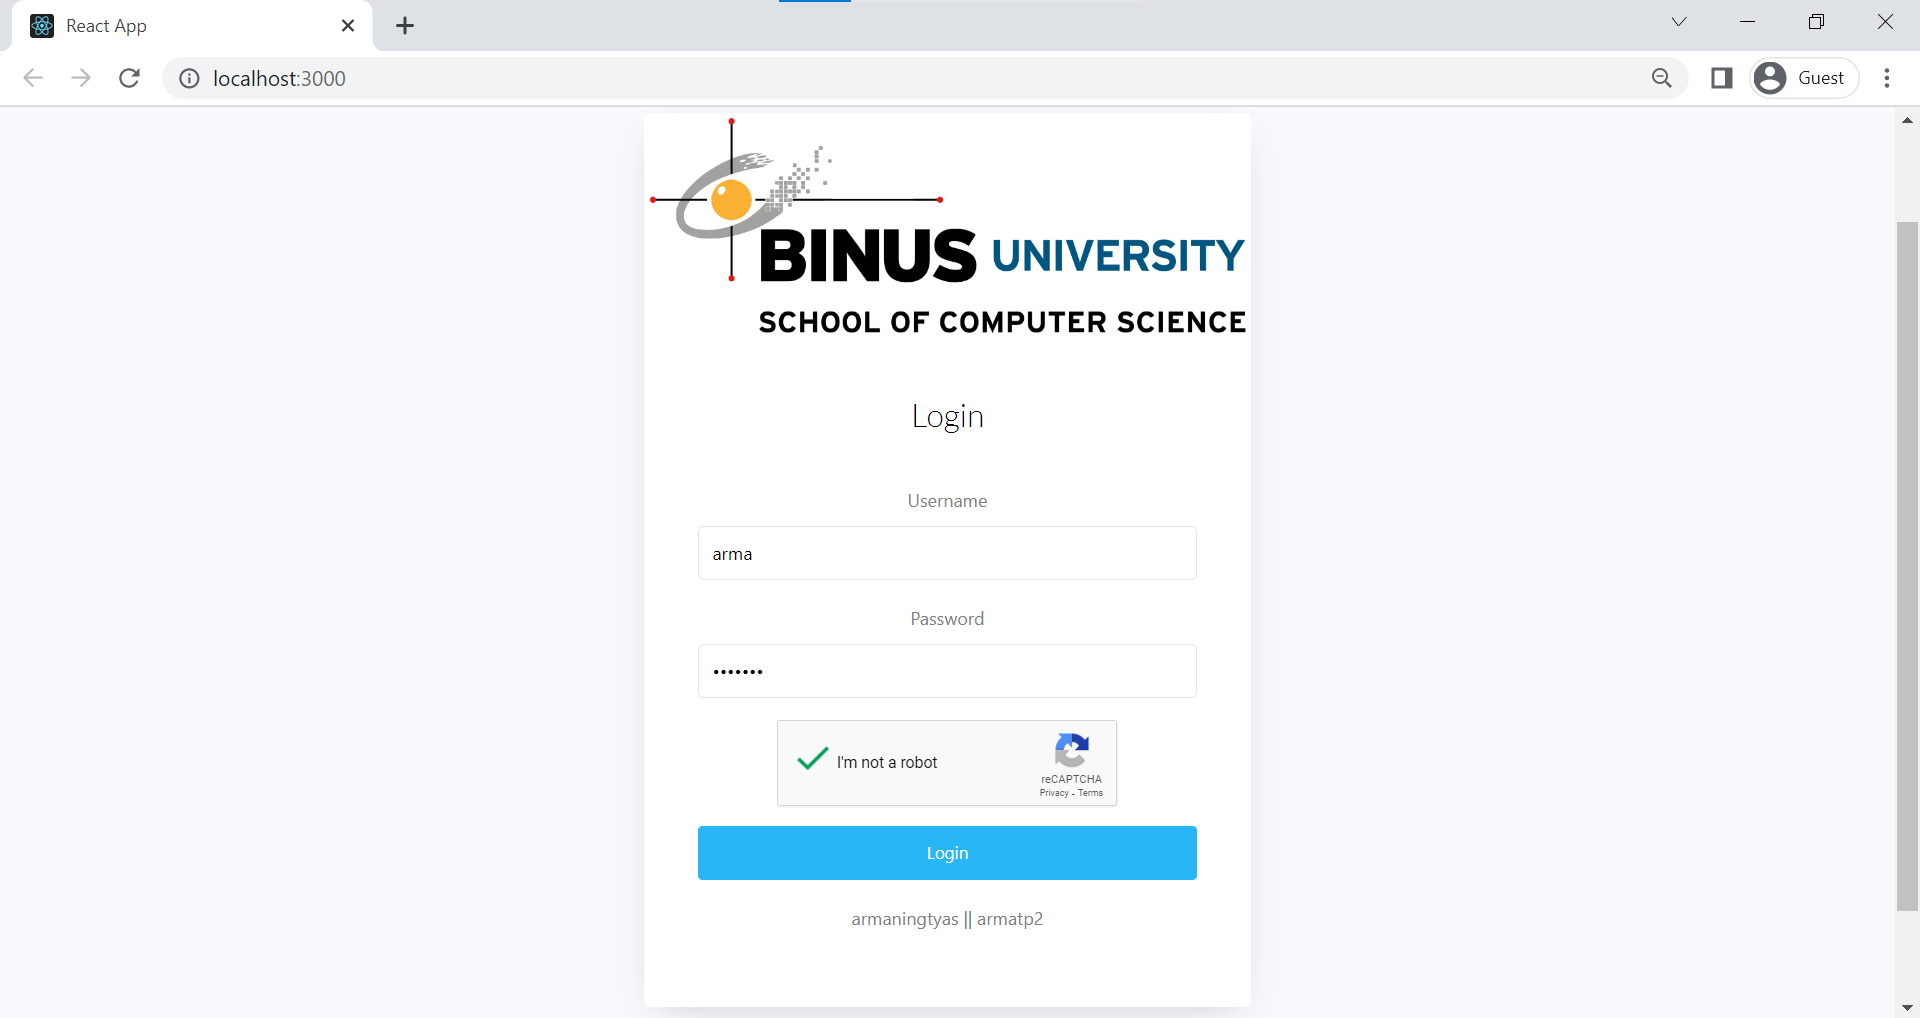 React App
localhost:3000
Guest
BINUS UNIVERSITY
SCHOOL OF COMPUTER SCIENCE
Login
Username
arma
Password
•••••••
I'm not a robot
reCAPTCHA
Privacy - Terms
Login
armaningtyas || armatp2